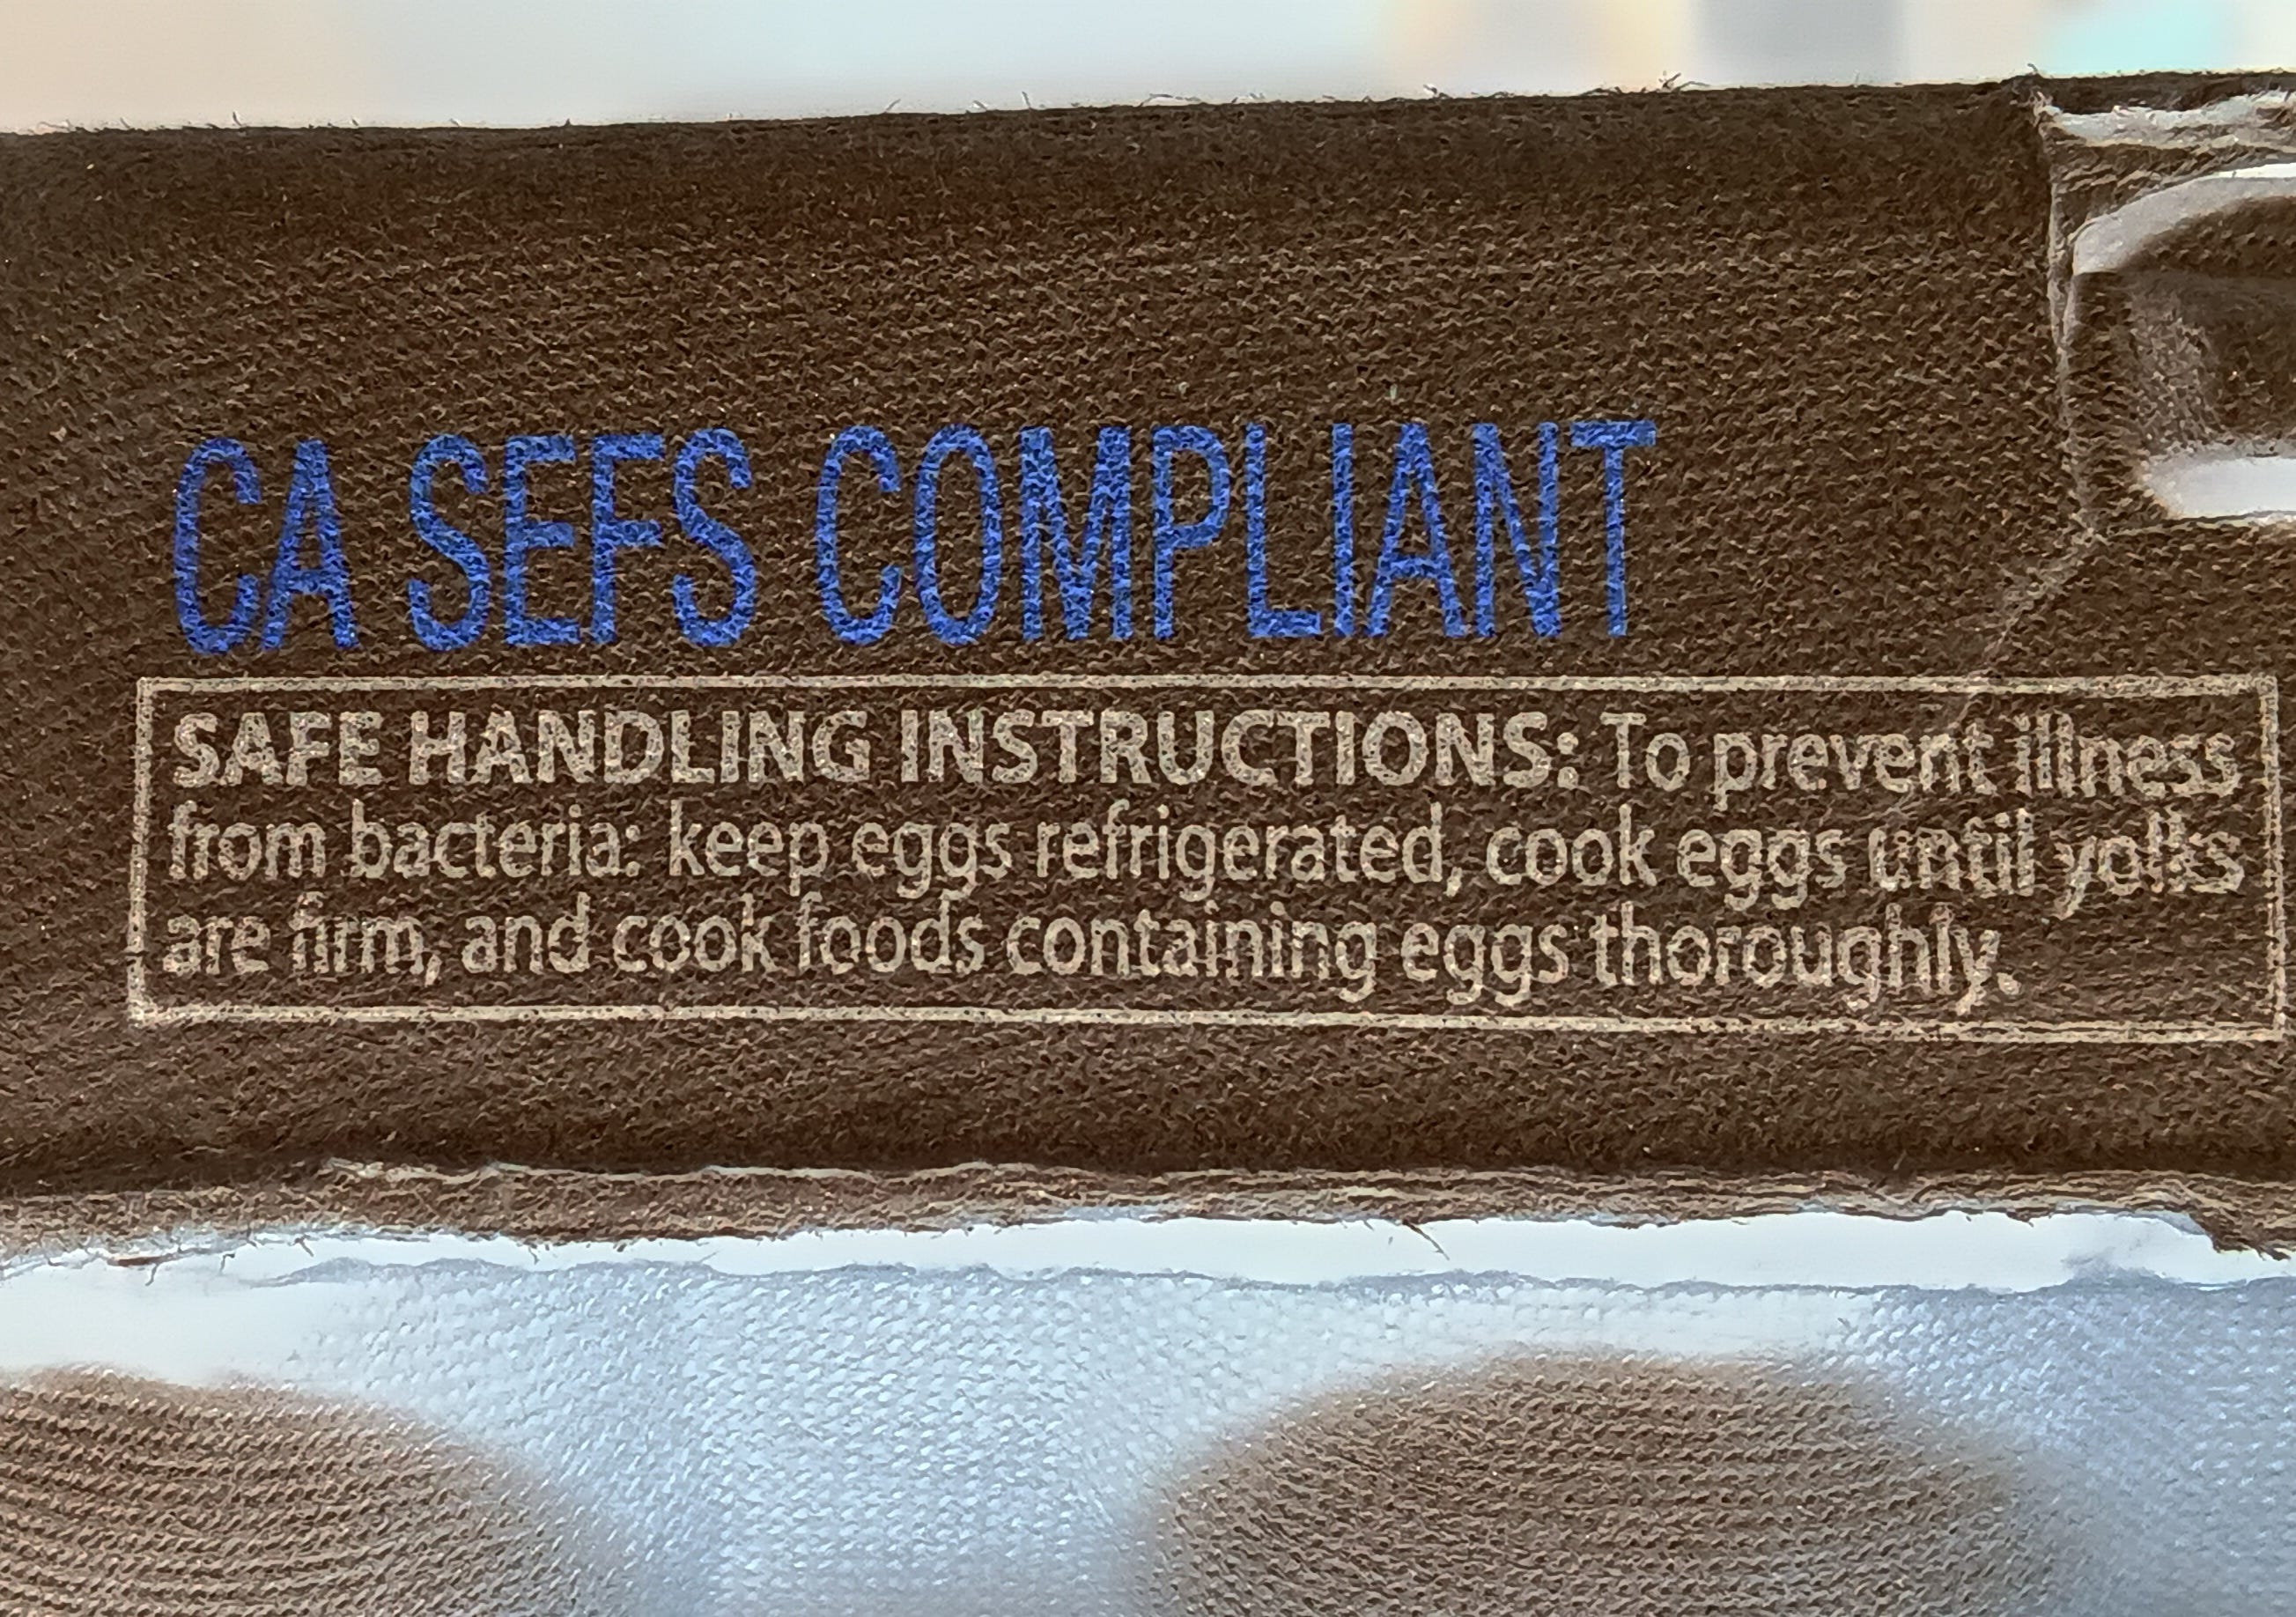 CA SEFS COMPLIANT
SAFE HANDLING INSTRUCTIONS: To prevent illness
from bacteria: keep eggs refrigerated, cook eggs until yolks
are firm, and cook foods containing eggs thoroughly.